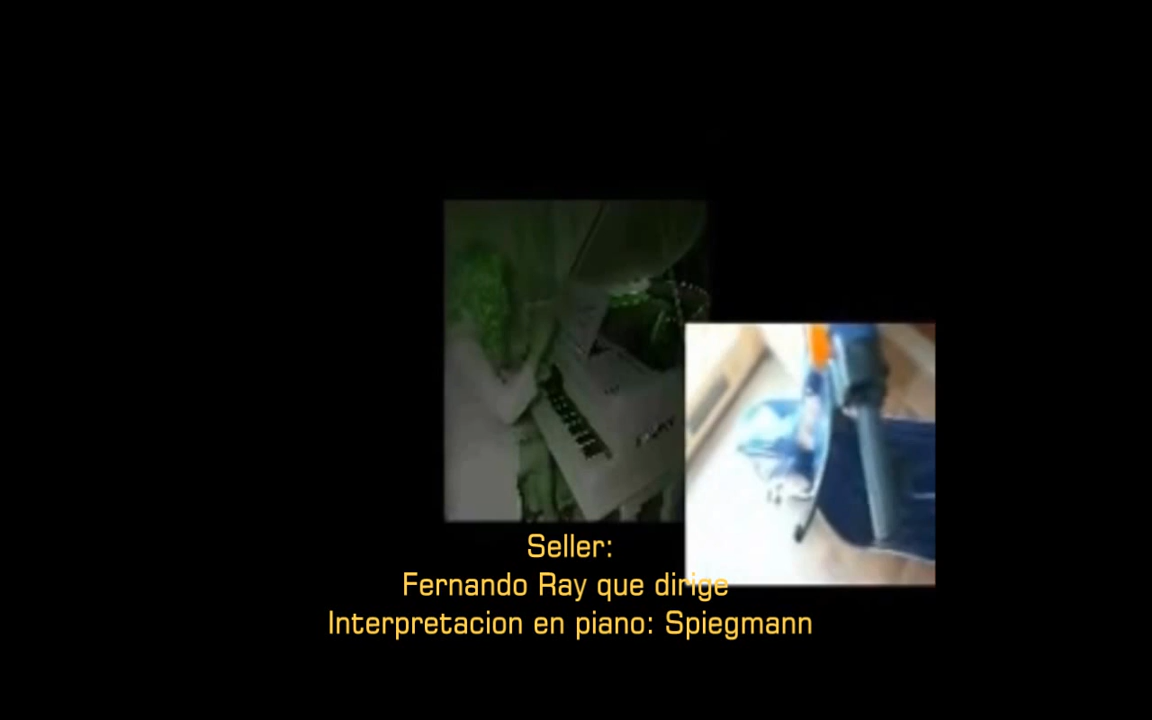 Seller:
Fernando Ray que dirige
Interpretacion en piano: Spiegmann